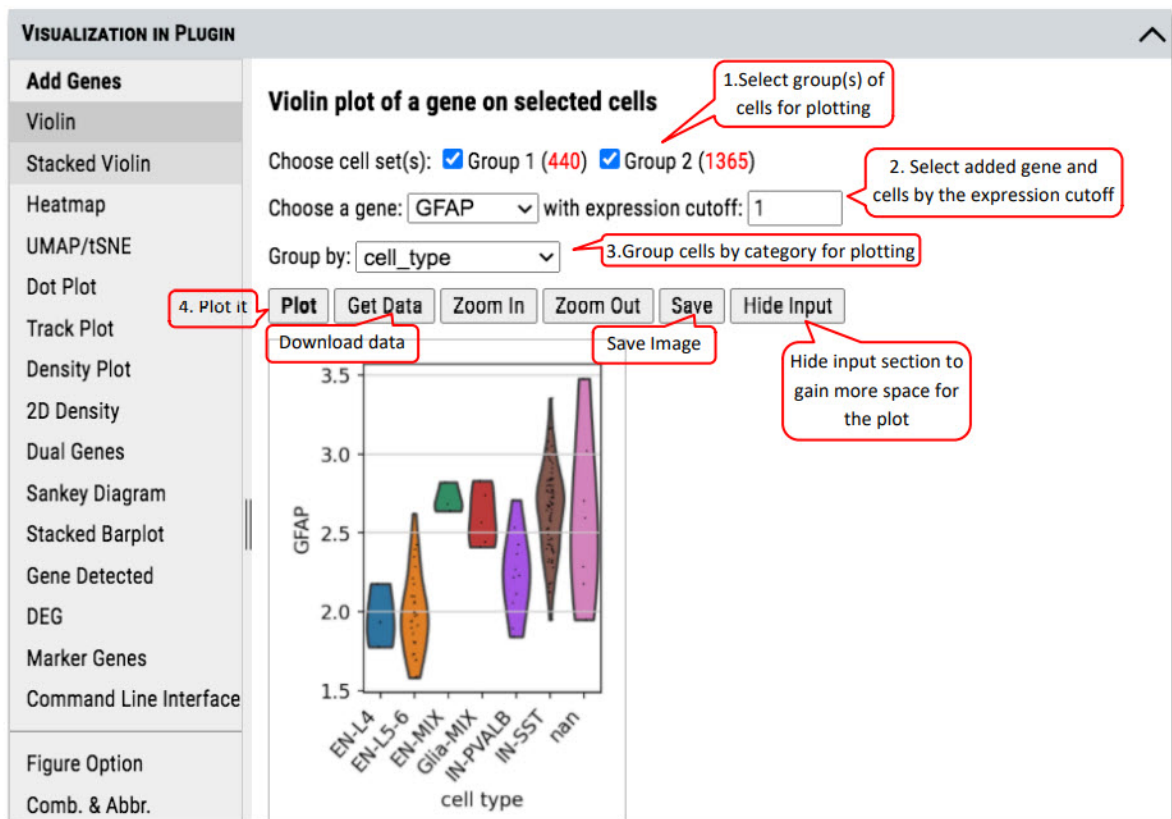 VISUALIZATION IN PLUGIN
Add Genes
Violin
Stacked Violin
Heatmap
UMAP/tSNE
Dot Plot
Track Plot
Density Plot
2D Density
Dual Genes
Sankey Diagram
Stacked Barplot
Gene Detected
DEG
Marker Genes
Command Line Interface
Figure Option
Comb. & Abbr.
Violin plot of a gene on selected cells
1.Select group(s) of
cells for plotting
Choose cell set(s): Group 1 (440) Group 2 (1365)
2. Select added gene and
cells by the expression cutoff
Choose a gene: GFAP with expression cutoff: 1
Group by: cell_type
3.Group cells by category for plotting
4. Plot it
Plot Get Data Zoom In Zoom Out Save Hide Input
Download data
Save Image
Hide input section to
gain more space for
the plot
3.5
3.0
2.5
2.0
1.5
GFAP
EN-L4
EN-L5-6
EN-MIX
Glia-MIX
IN-PVALB
IN-SST
nan
cell type